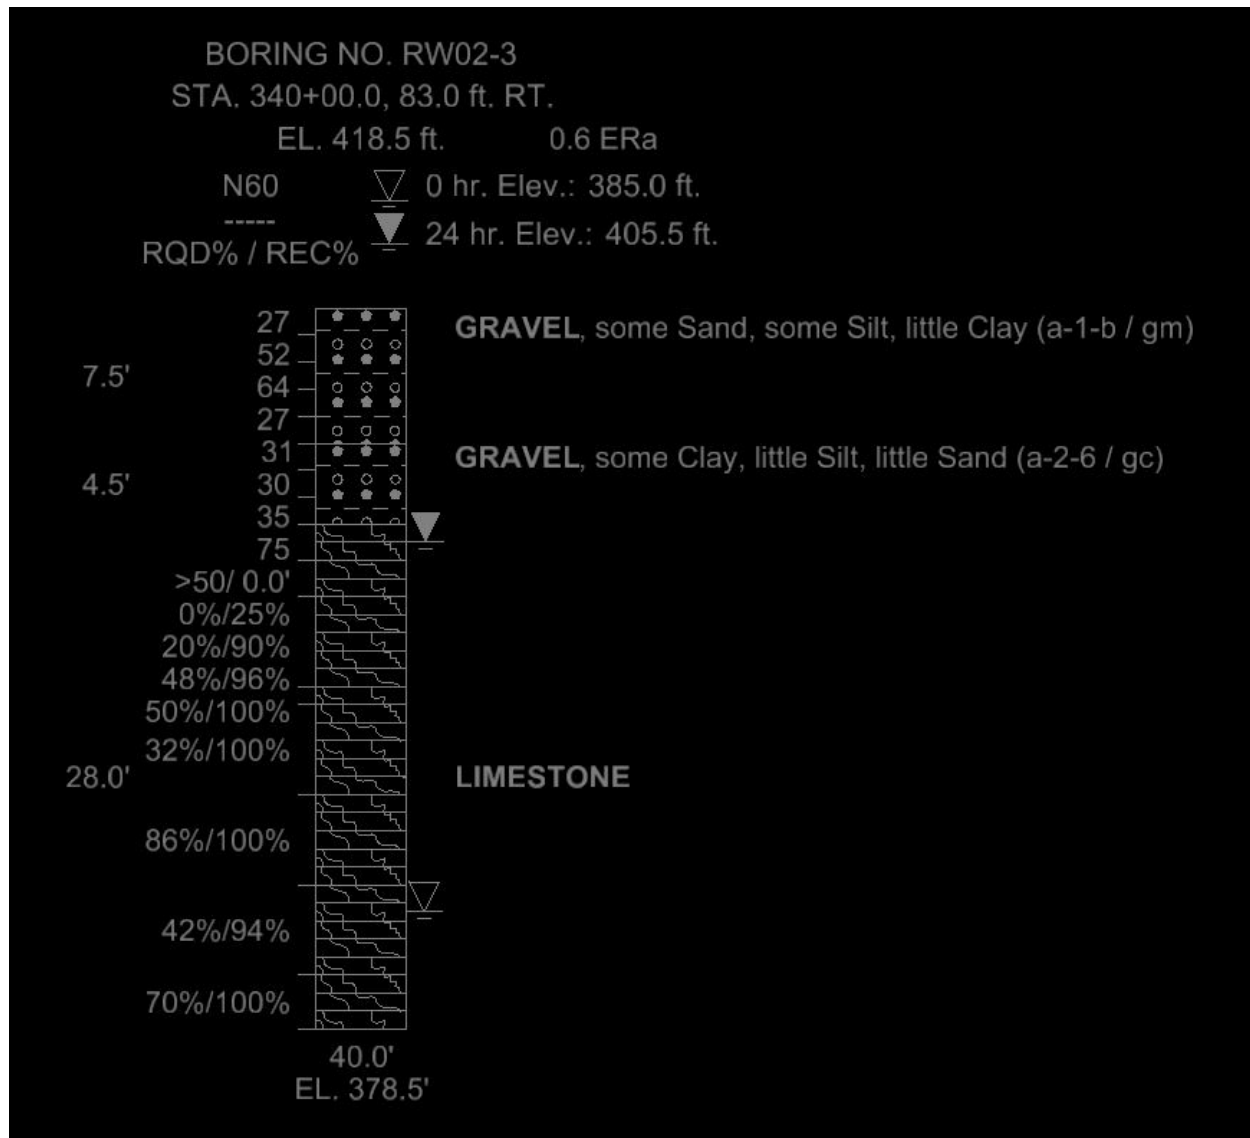 BORING NO. RW02-3
STA. 340+00.0, 83.0 ft. RT.
EL. 418.5 ft. 0.6 ERa
N60 0 hr. Elev.: 385.0 ft.
-----
24 hr. Elev.: 405.5 ft.
RQD% / REC%
27 GRAVEL, some Sand, some Silt, little Clay (a-1-b / gm)
52
7.5'
64
27
31 GRAVEL, some Clay, little Silt, little Sand (a-2-6 / gc)
4.5' 30
35
75
>50/ 0.0'
0%/25%
20%/90%
48%/96%
50%/100%
32%/100%
28.0' LIMESTONE
86%/100%
42%/94%
70%/100%
40.0'
EL. 378.5'